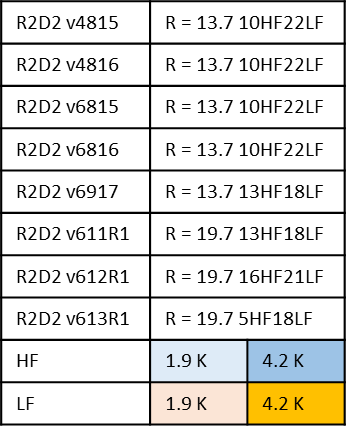 R2D2 v4815 R = 13.7 10HF22LF
R2D2 v4816 R = 13.7 10HF22LF
R2D2 v6815 R = 13.7 10HF22LF
R2D2 v6816 R = 13.7 10HF22LF
R2D2 v6917 R = 13.7 13HF18LF
R2D2 v611R1 R = 19.7 13HF18LF
R2D2 v612R1 R = 19.7 16HF21LF
R2D2 v613R1 R = 19.7 5HF18LF
HF 1.9 K 4.2 K
LF 1.9 K 4.2 K